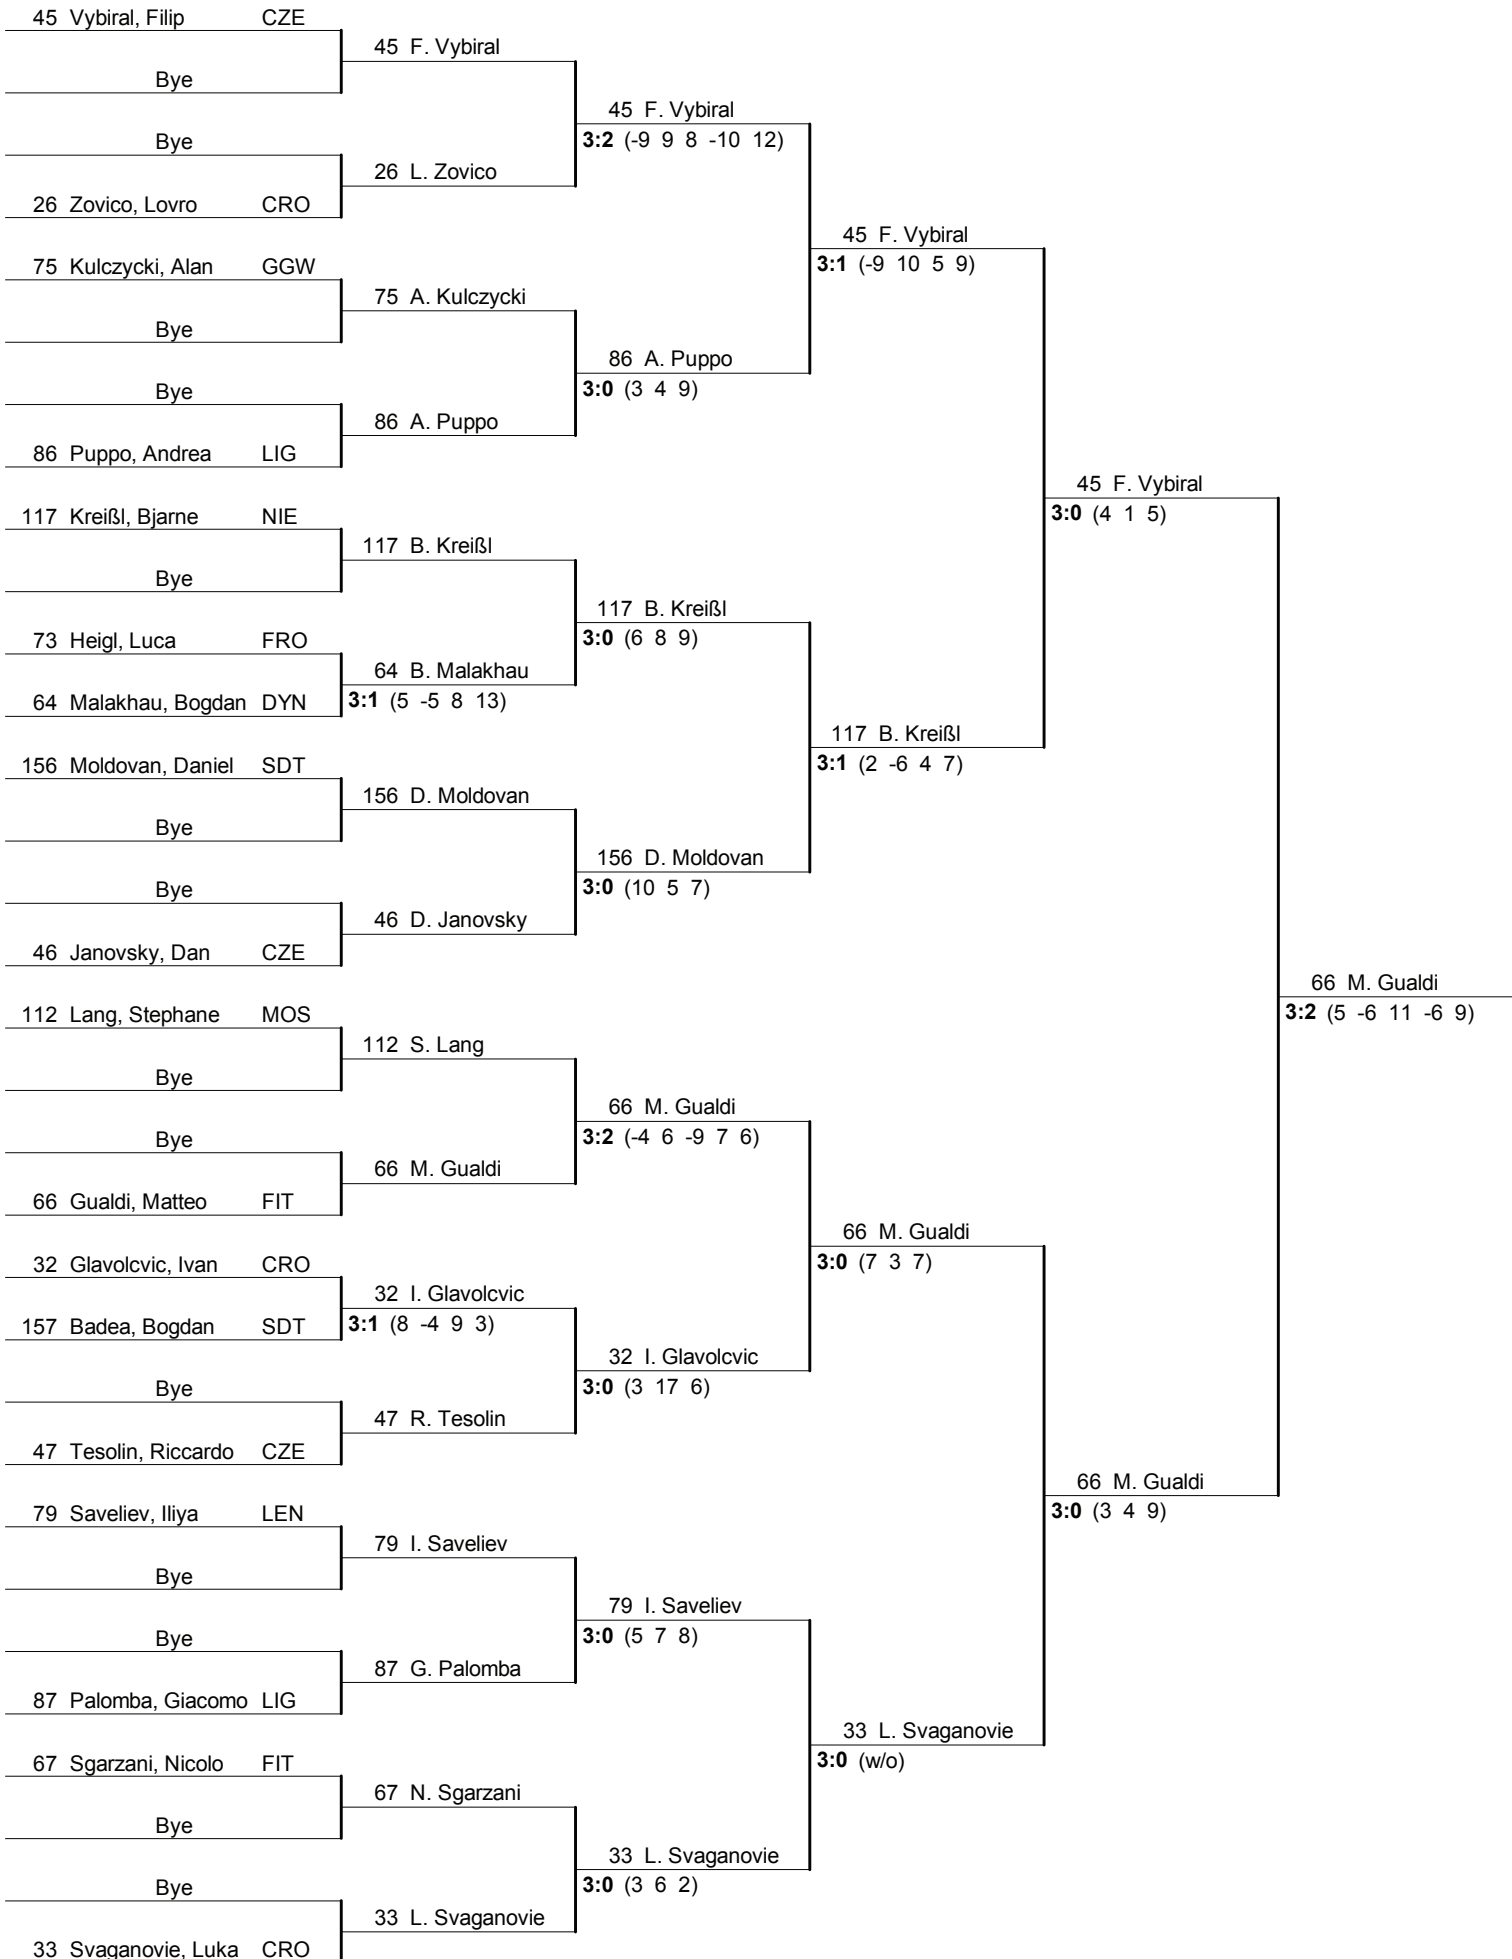 45 Vybiral, Filip CZE
45 F. Vybiral
Bye
45 F. Vybiral
3:2 (-9 9 8 -10 12)
Bye
26 L. Zovico
26 Zovico, Lovro CRO
45 F. Vybiral
3:1 (-9 10 5 9)
75 Kulczycki, Alan GGW
75 A. Kulczycki
Bye
86 A. Puppo
3:0 (3 4 9)
Bye
86 A. Puppo
86 Puppo, Andrea LIG
45 F. Vybiral
3:0 (4 1 5)
117 Kreißl, Bjarne NIE
117 B. Kreißl
Bye
117 B. Kreißl
3:0 (6 8 9)
73 Heigl, Luca FRO
64 B. Malakhau
64 Malakhau, Bogdan DYN
3:1 (5 -5 8 13)
117 B. Kreißl
3:1 (2 -6 4 7)
156 Moldovan, Daniel SDT
156 D. Moldovan
Bye
156 D. Moldovan
3:0 (10 5 7)
Bye
46 D. Janovsky
46 Janovsky, Dan CZE
66 M. Gualdi
3:2 (5 -6 11 -6 9)
112 Lang, Stephane MOS
112 S. Lang
Bye
66 M. Gualdi
3:2 (-4 6 -9 7 6)
Bye
66 M. Gualdi
66 Gualdi, Matteo FIT
66 M. Gualdi
3:0 (7 3 7)
32 Glavolcvic, Ivan CRO
32 I. Glavolcvic
157 Badea, Bogdan SDT
3:1 (8 -4 9 3)
32 I. Glavolcvic
3:0 (3 17 6)
Bye
47 R. Tesolin
47 Tesolin, Riccardo CZE
66 M. Gualdi
3:0 (3 4 9)
79 Saveliev, Iliya LEN
79 I. Saveliev
Bye
79 I. Saveliev
3:0 (5 7 8)
Bye
87 G. Palomba
87 Palomba, Giacomo LIG
33 L. Svaganovie
3:0 (w/o)
67 Sgarzani, Nicolo FIT
67 N. Sgarzani
Bye
33 L. Svaganovie
3:0 (3 6 2)
Bye
33 L. Svaganovie
33 Svaganovie, Luka CRO